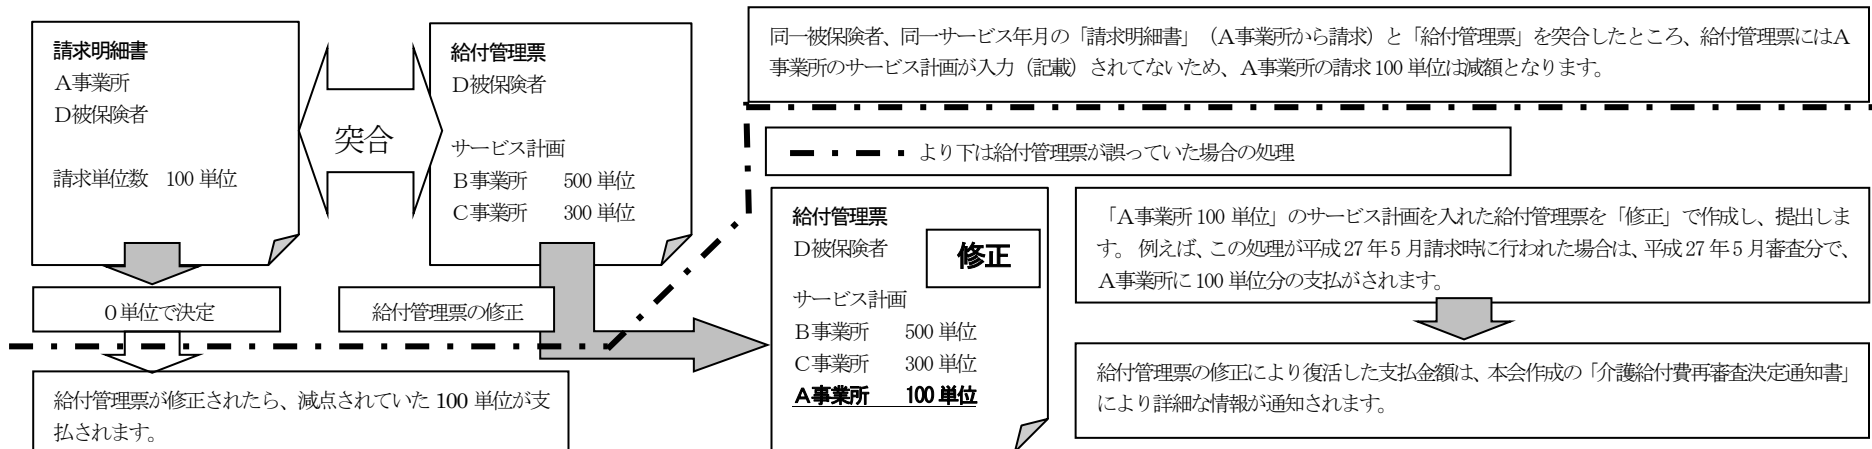 請求明細書
A事業所
D被保険者
請求単位数　100 単位
突合
給付管理票
D被保険者
サービス計画
B事業所　500 単位
C事業所　300 単位
同一被保険者、同一サービス年月の「請求明細書」（A事業所から請求）と「給付管理票」を突合したところ、給付管理票にはA
事業所のサービス計画が入力（記載）されてないため、A事業所の請求 100 単位は減額となります。
より下は給付管理票が誤っていた場合の処理
0単位で決定
給付管理票の修正
給付管理票が修正されたら、減点されていた 100 単位が支
払されます。
給付管理票
D被保険者
修正
サービス計画
B事業所　500 単位
C事業所　300 単位
A事業所　100 単位
「A事業所 100 単位」のサービス計画を入れた給付管理票を「修正」で作成し、提出しま
す。 例えば、この処理が平成 27 年 5 月請求時に行われた場合は、平成 27 年 5 月審査分で、
A事業所に 100 単位分の支払がされます。
給付管理票の修正により復活した支払金額は、本会作成の「介護給付費再審査決定通知書」
により詳細な情報が通知されます。